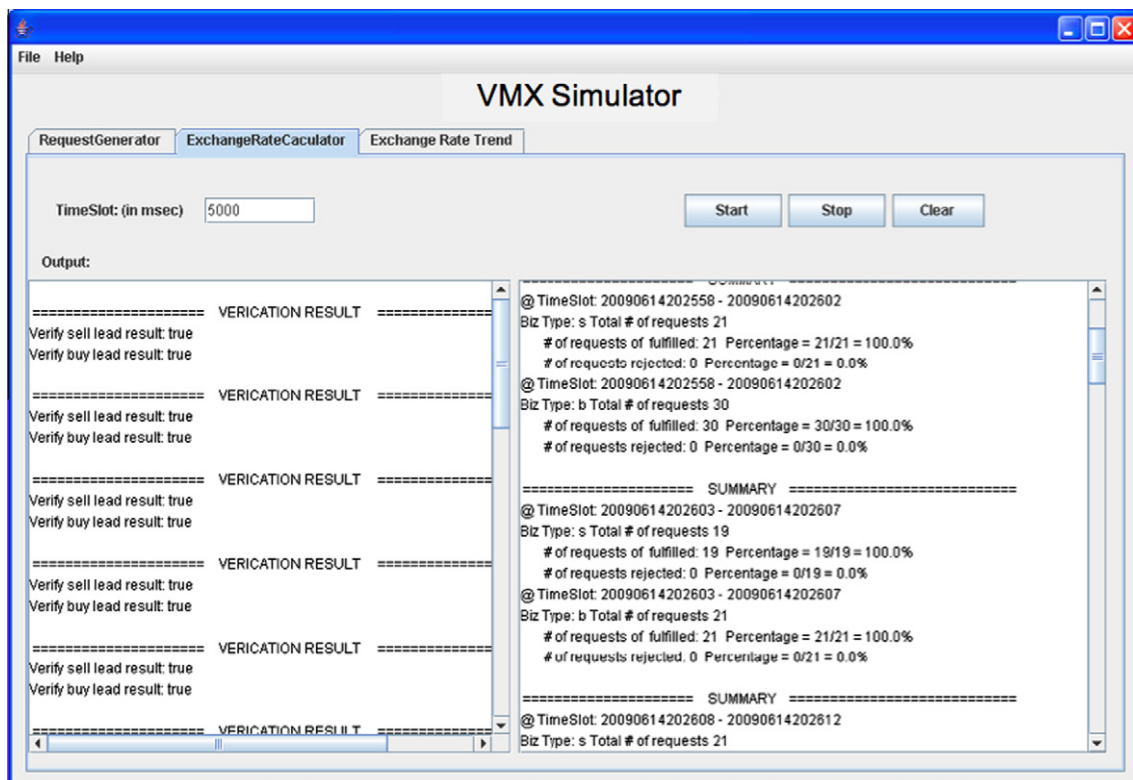 File Help
VMX Simulator
RequestGenerator ExchangeRateCaculator Exchange Rate Trend
TimeSlot: (in msec) 5000 Start Stop Clear
Output:
===================== VERICATION RESULT ==============
Verify sell lead result: true
Verify buy lead result: true
===================== VERICATION RESULT ==============
Verify sell lead result: true
Verify buy lead result: true
===================== VERICATION RESULT ==============
Verify sell lead result: true
Verify buy lead result: true
===================== VERICATION RESULT ==============
Verify sell lead result: true
Verify buy lead result: true
===================== VERICATION RESULT ==============
Verify sell lead result: true
Verify buy lead result: true
===================== VERICATION RESULT ==============
===================== SUMMARY ============================
@ TimeSlot: 20090614202558 - 20090614202602
Biz Type: s Total # of requests 21
# of requests of fulfilled: 21 Percentage = 21/21 = 100.0%
# of requests rejected: 0 Percentage = 0/21 = 0.0%
@ TimeSlot: 20090614202558 - 20090614202602
Biz Type: b Total # of requests 30
# of requests of fulfilled: 30 Percentage = 30/30 = 100.0%
# of requests rejected: 0 Percentage = 0/30 = 0.0%
===================== SUMMARY ============================
@ TimeSlot: 20090614202603 - 20090614202607
Biz Type: s Total # of requests 19
# of requests of fulfilled: 19 Percentage = 19/19 = 100.0%
# of requests rejected: 0 Percentage = 0/19 = 0.0%
@ TimeSlot: 20090614202603 - 20090614202607
Biz Type: b Total # of requests 21
# of requests of fulfilled: 21 Percentage = 21/21 = 100.0%
# of requests rejected: 0 Percentage = 0/21 = 0.0%
===================== SUMMARY ============================
@ TimeSlot: 20090614202608 - 20090614202612
Biz Type: s Total # of requests 21